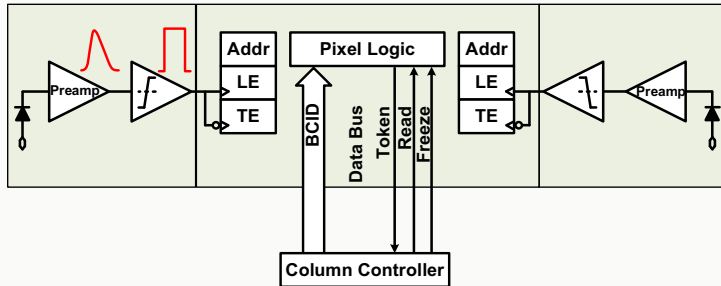 Addr
Pixel Logic
Addr
Preamp
LE
LE
Preamp
TE
TE
BCID
Data Bus
Token
Read
Freeze
Column Controller